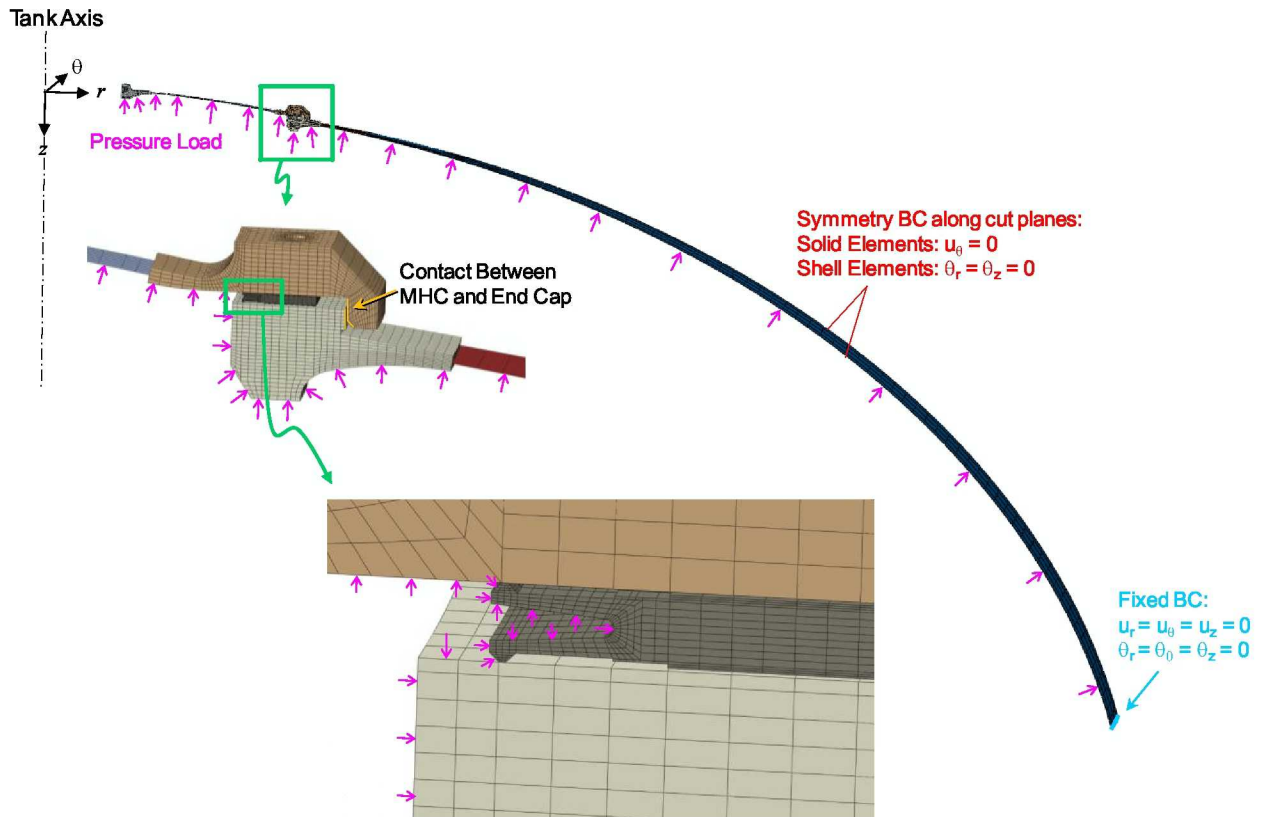 Tank Axis
θ
r
z
Pressure Load
Symmetry BC along cut planes:
Solid Elements: uθ = 0
Shell Elements: θr = θz = 0
Contact Between
MHC and End Cap
Fixed BC:
ur = uθ = uz = 0
θr = θθ = θz = 0